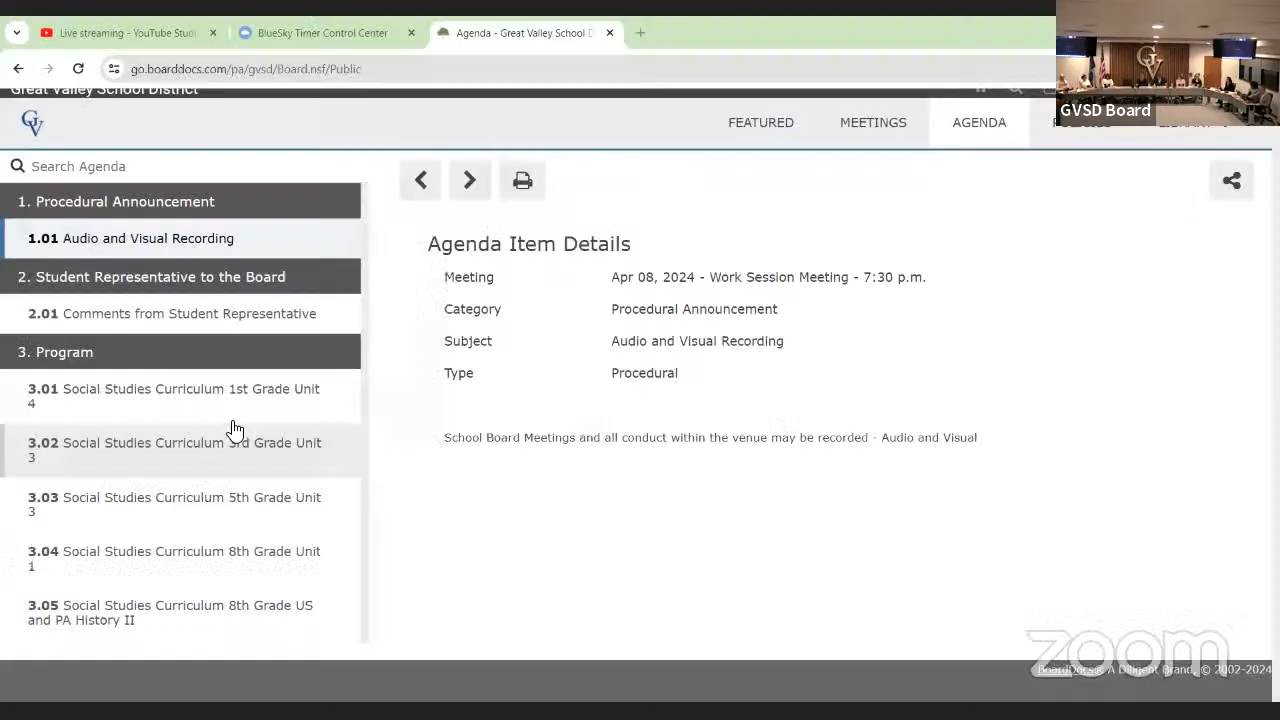 Live streaming - YouTube Stud
BlueSky Timer Control Center
Agenda - Great Valley School D
go.boarddocs.com/pa/gvsd/Board.nsf/Public
Great Valley School District
GV
FEATURED
MEETINGS
AGENDA
GV
GVSD Board
Search Agenda
1. Procedural Announcement
1.01 Audio and Visual Recording
2. Student Representative to the Board
2.01 Comments from Student Representative
3. Program
3.01 Social Studies Curriculum 1st Grade Unit
4
3.02 Social Studies Curriculum 3rd Grade Unit
3
3.03 Social Studies Curriculum 5th Grade Unit
3
3.04 Social Studies Curriculum 8th Grade Unit
1
3.05 Social Studies Curriculum 8th Grade US
and PA History II
Agenda Item Details
Meeting Apr 08, 2024 - Work Session Meeting - 7:30 p.m.
Category Procedural Announcement
Subject Audio and Visual Recording
Type Procedural
School Board Meetings and all conduct within the venue may be recorded - Audio and Visual
zoom
BoardDocs® A Diligent Brand. © 2002-2024